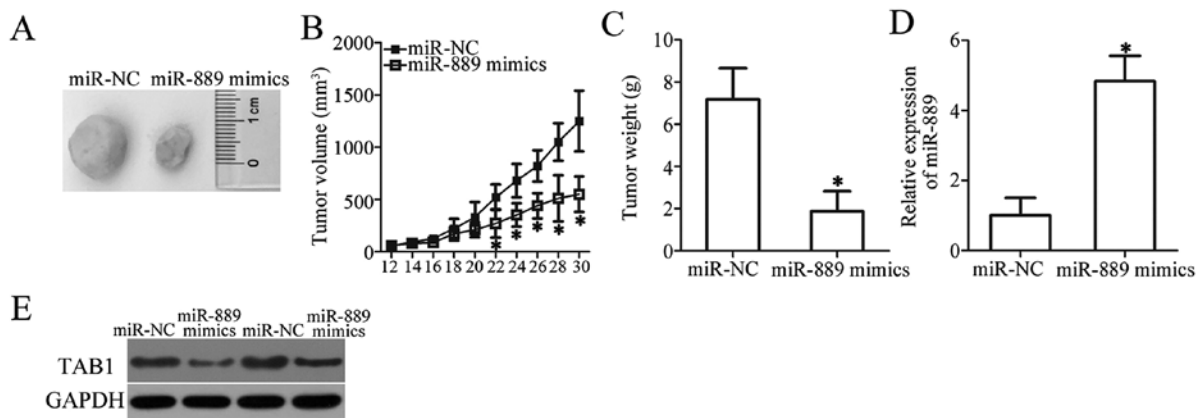 A
miR-NC miR-889 mimics
1 cm
0
B
Tumor volume (mm³)
2000
1500
1000
500
0
miR-NC
miR-889 mimics
* * * * *
12 14 16 18 20 22 24 26 28 30
C
Tumor weight (g)
10
8
6
4
2
0
*
miR-NC miR-889 mimics
D
Relative expression
of miR-889
6
4
2
0
*
miR-NC miR-889 mimics
E
miR-NC miR-889 mimics miR-NC miR-889 mimics
TAB1
GAPDH